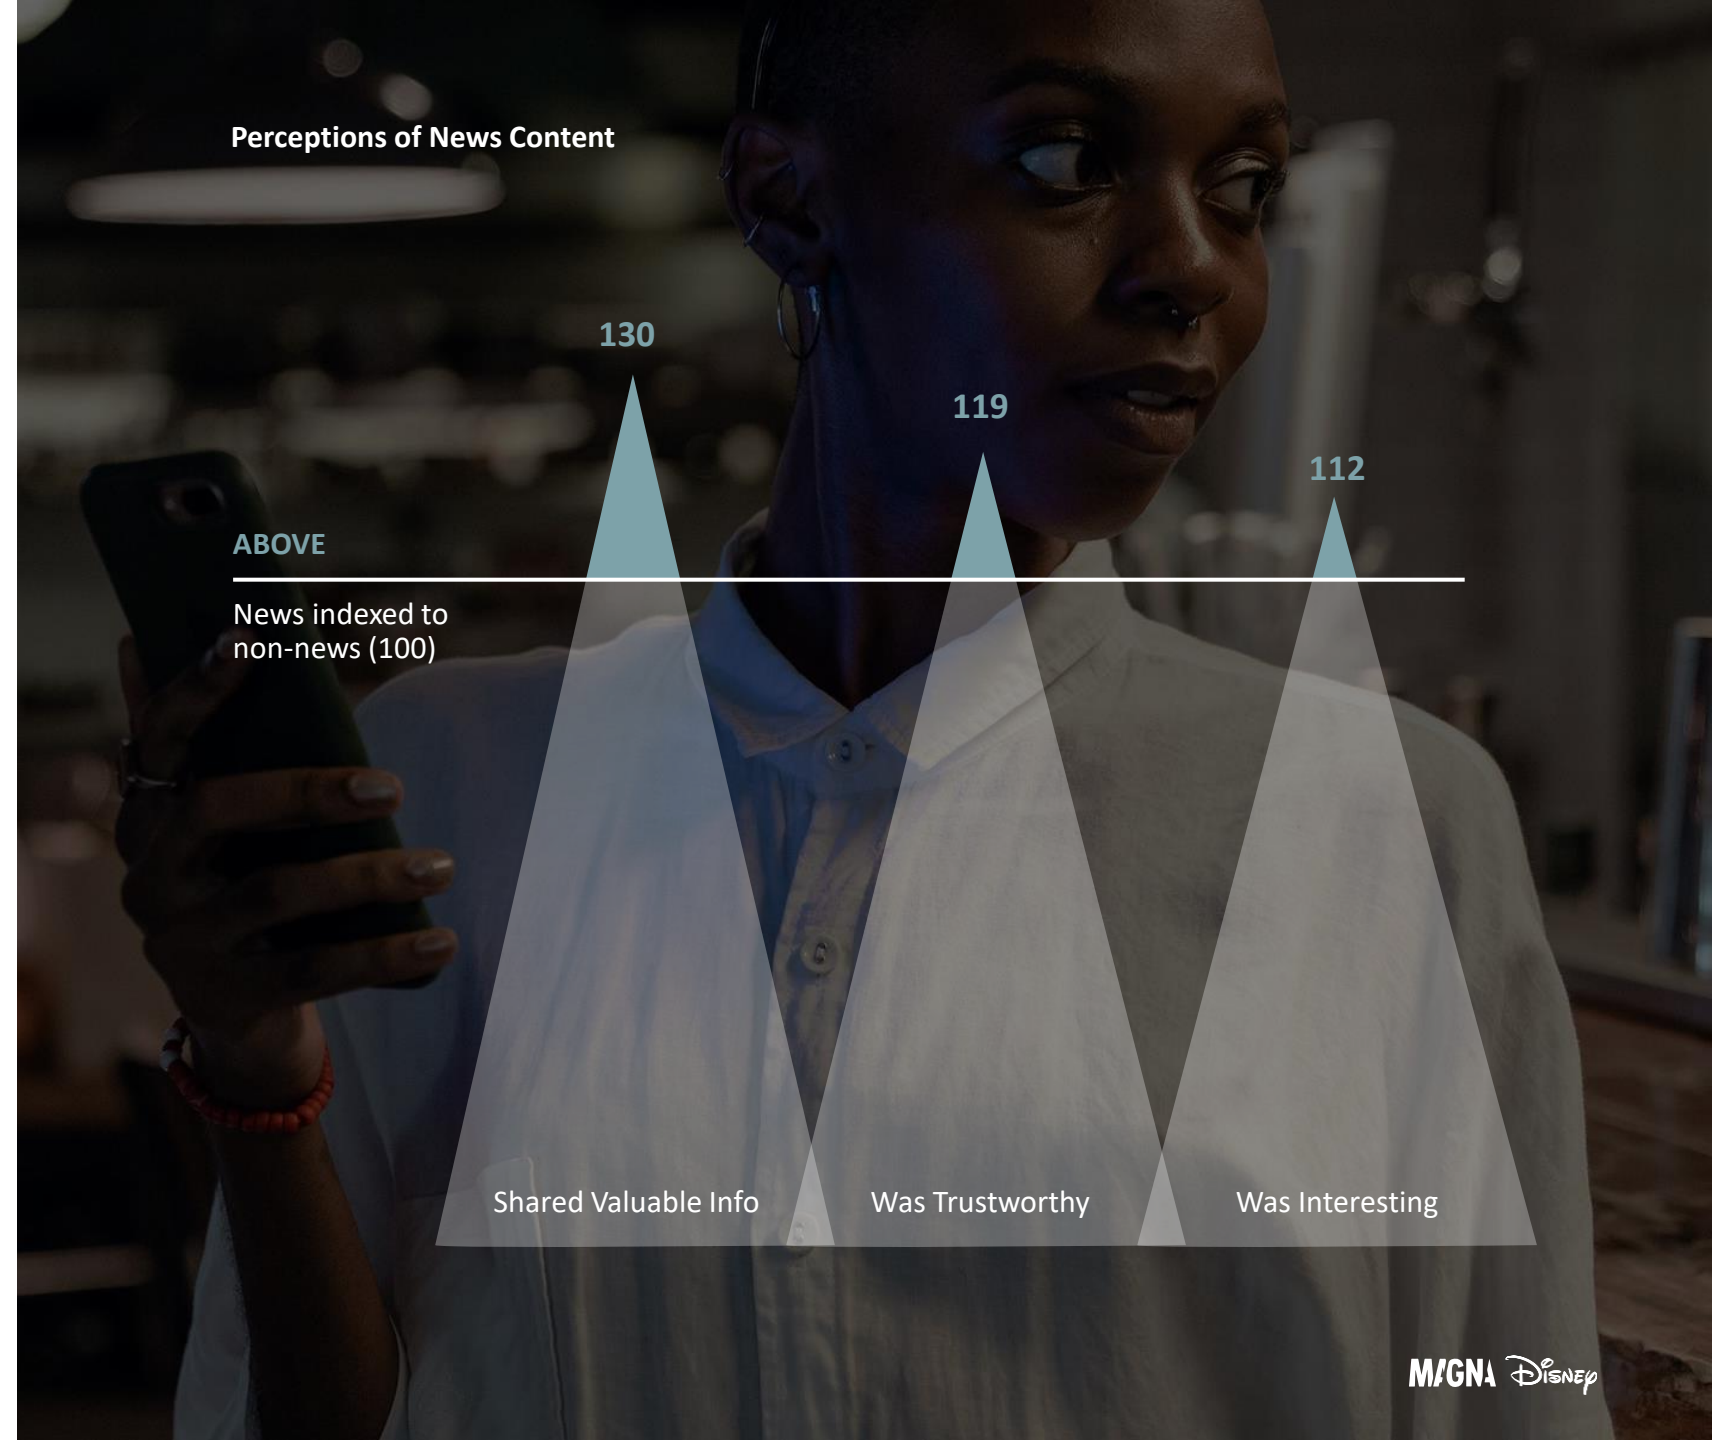 Perceptions of News Content
130
119
112
ABOVE
News indexed to
non-news (100)
Shared Valuable Info
Was Trustworthy
Was Interesting
MAGNA Disney